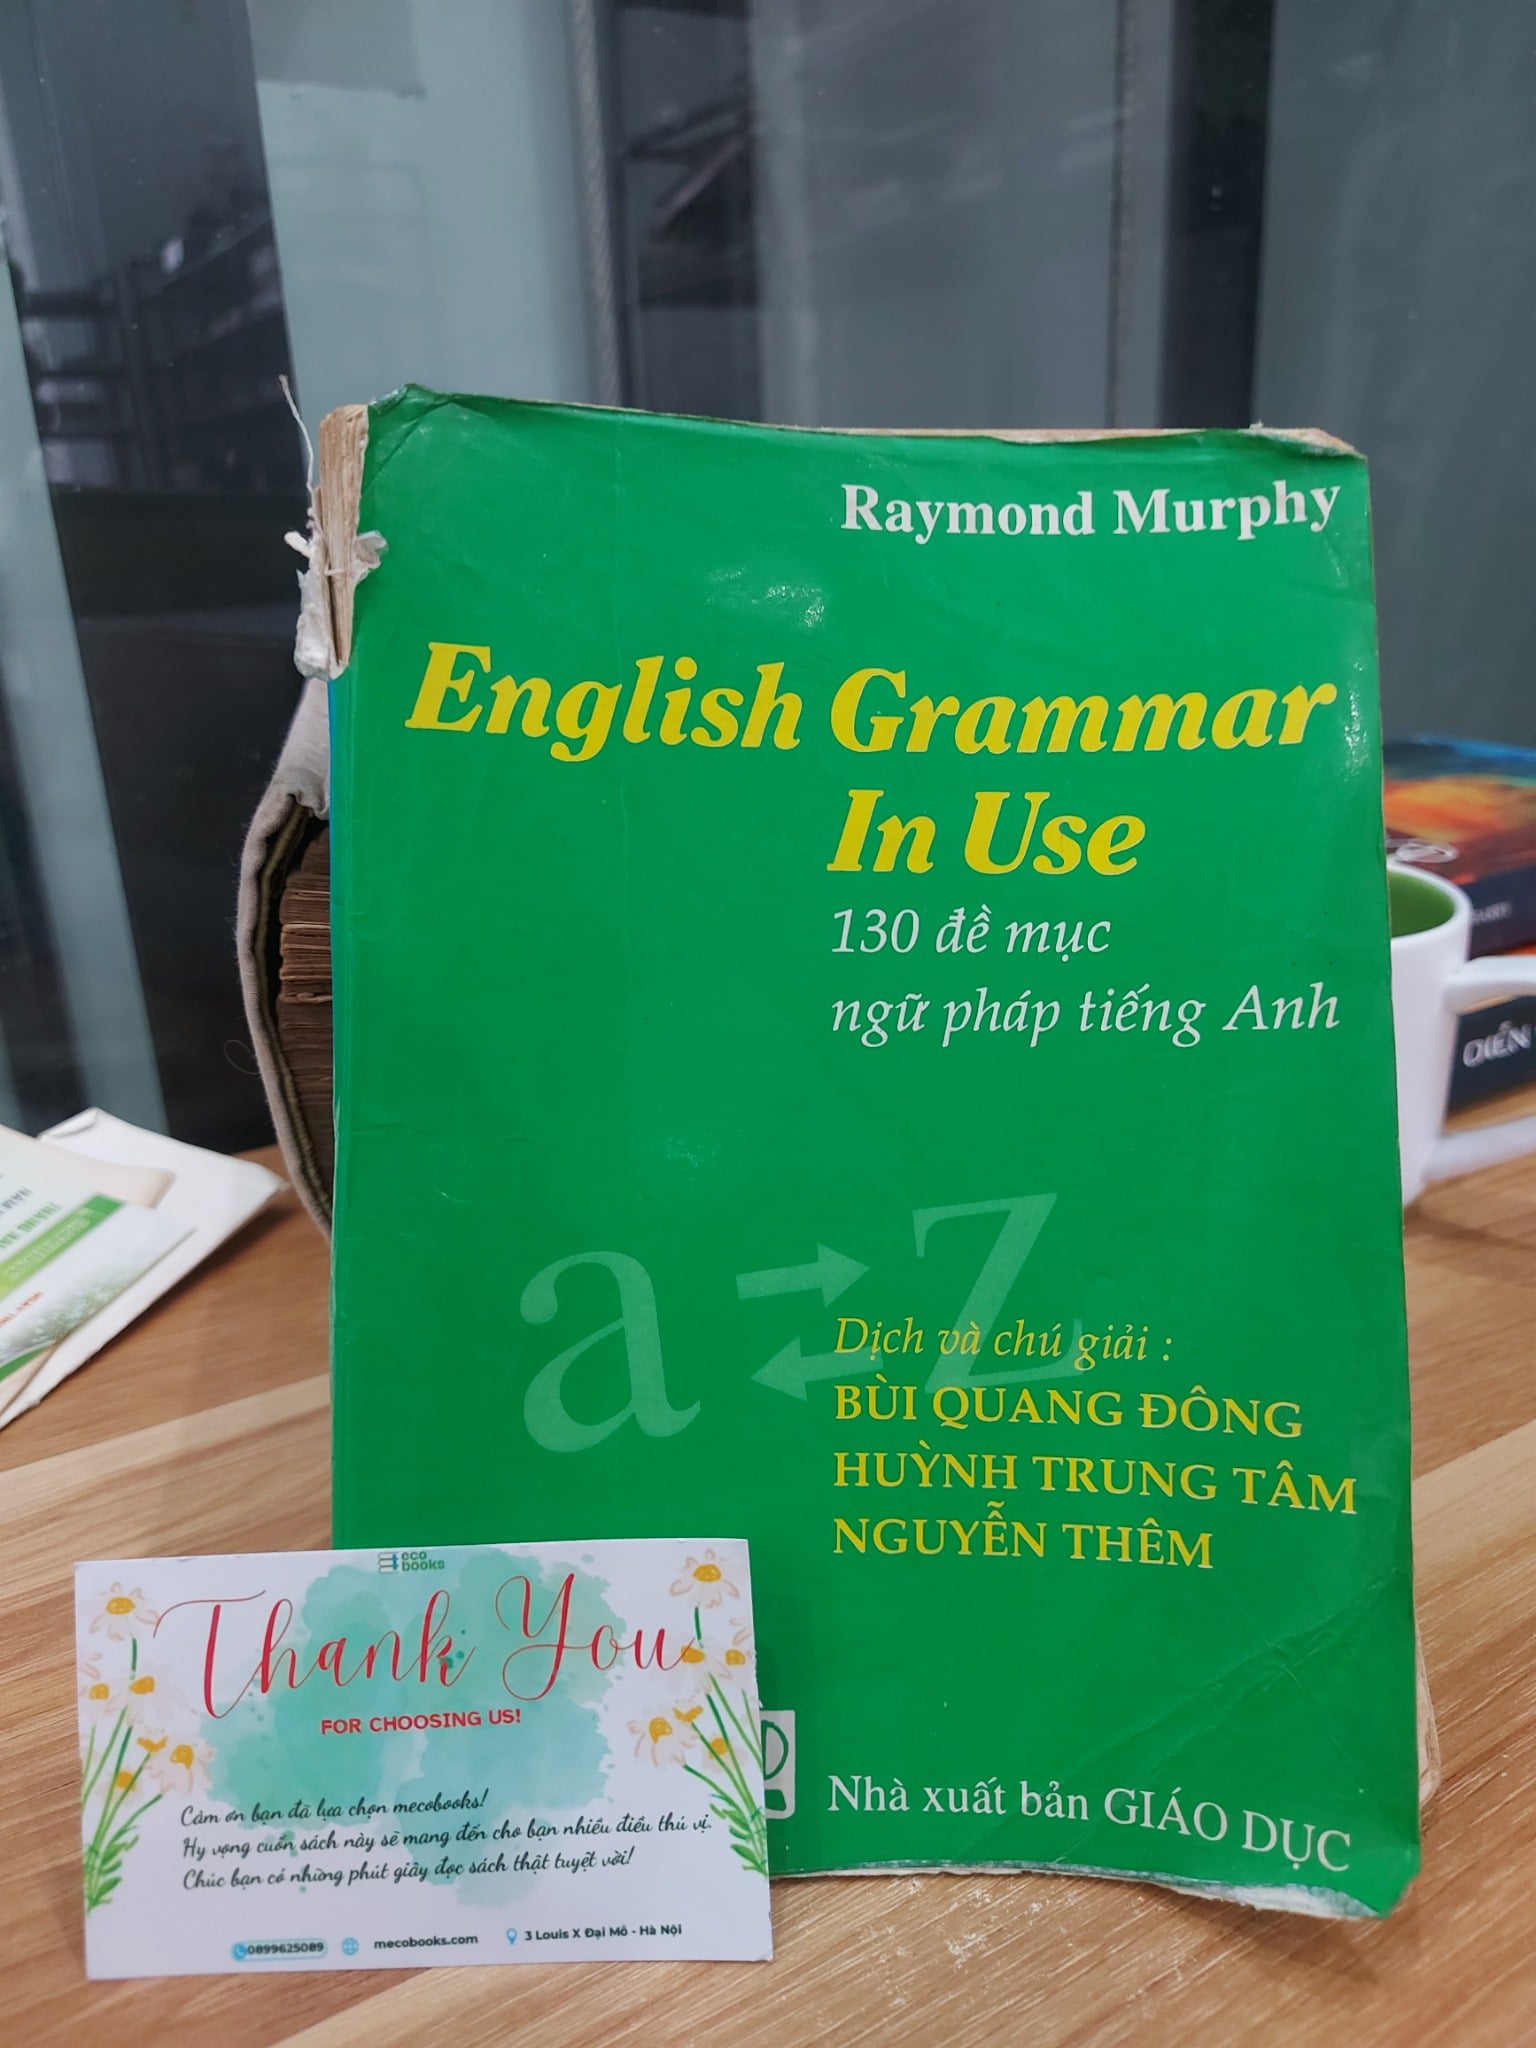 Raymond Murphy
English Grammar
In Use
130 đề mục
ngữ pháp tiếng Anh
a Z
Dịch và chú giải :
BÙI QUANG ĐÔNG
HUỲNH TRUNG TÂM
NGUYỄN THÊM
Nhà xuất bản GIÁO DỤC
eco
books
Thank You
FOR CHOOSING US!
Cảm ơn bạn đã lựa chọn mecobooks!
Hy vọng cuốn sách này sẽ mang đến cho bạn nhiều điều thú vị.
Chúc bạn có những phút giây đọc sách thật tuyệt vời!
0899625089 mecobooks.com 3 Louis X Đại Mỗ - Hà Nội
DIỄN